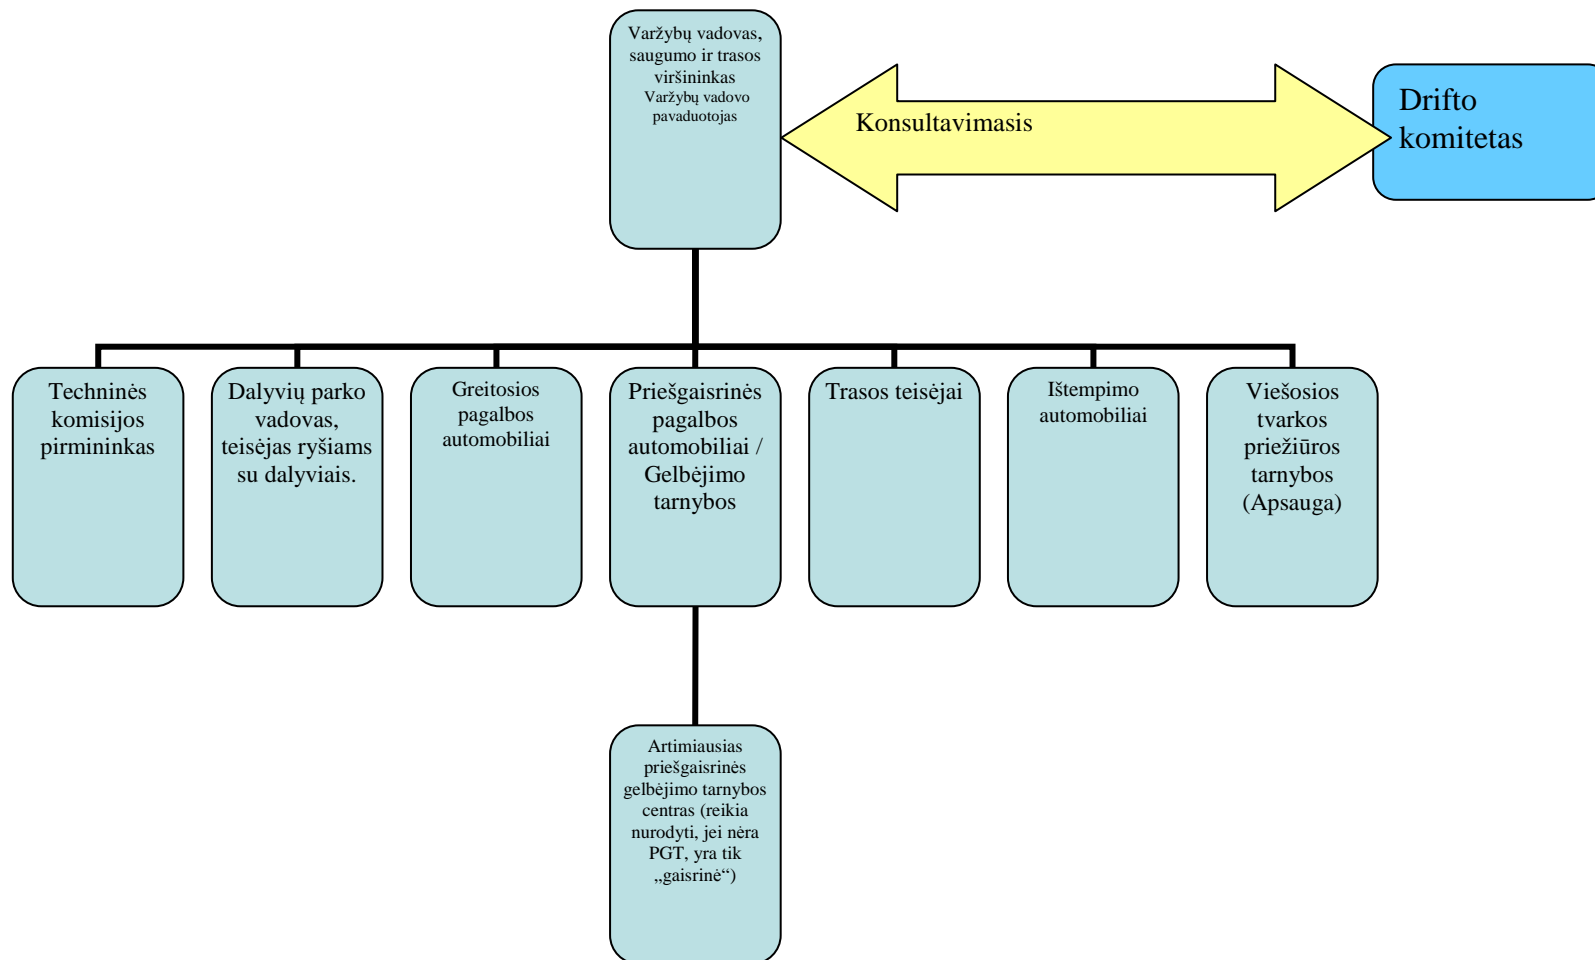 Varžybų vadovas,
saugumo ir trasos
viršininkas
Varžybų vadovo
pavaduotojas
Konsultavimasis
Drifto
komitetas
Techninės
komisijos
pirmininkas
Dalyvių parko
vadovas,
teisėjas ryšiams
su dalyviais.
Greitosios
pagalbos
automobiliai
Priešgaisrinės
pagalbos
automobiliai /
Gelbėjimo
tarnybos
Trasos teisėjai
Ištempimo
automobiliai
Viešosios
tvarkos
priežiūros
tarnybos
(Apsauga)
Artimiausias
priešgaisrinės
gelbėjimo tarnybos
centras (reikia
nurodyti, jei nėra
PGT, yra tik
„gaisrinė“)